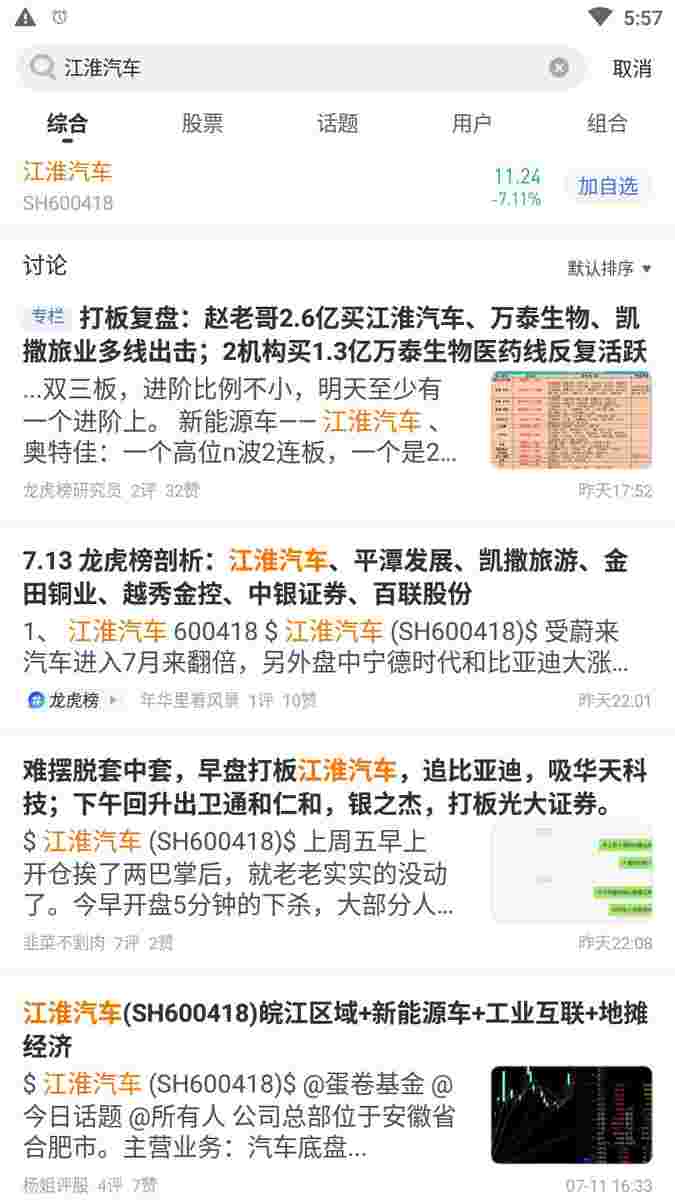 5:57
江淮汽车
取消
综合 股票 话题 用户 组合
江淮汽车
11.24
SH600418
-7.11%
加自选
讨论
默认排序
专栏 打板复盘：赵老哥2.6亿买江淮汽车、万泰生物、凯
撒旅业多线出击；2机构买1.3亿万泰生物医药线反复活跃
...双三板，进阶比例不小，明天至少有
一个进阶上。 新能源车—— 江淮汽车 、
奥特佳：一个高位n波2连板，一个是2...
龙虎榜研究员 2评 32赞 昨天17:52
7.13 龙虎榜剖析：江淮汽车、平潭发展、凯撒旅游、金
田铜业、越秀金控、中银证券、百联股份
1、 江淮汽车 600418 $ 江淮汽车 (SH600418)$ 受蔚来
汽车进入7月来翻倍，另外盘中宁德时代和比亚迪大涨...
龙虎榜 年华里看风景 1评 10赞 昨天22:01
难摆脱套中套，早盘打板江淮汽车，追比亚迪，吸华天科
技；下午回升出卫通和仁和，银之杰，打板光大证券。
$ 江淮汽车 (SH600418)$ 上周五早上
开仓挨了两巴掌后，就老老实实的没动
了。今早开盘5分钟的下杀，大部分人...
韭菜不割肉 7评 2赞 昨天22:08
江淮汽车(SH600418)皖江区域+新能源车+工业互联+地摊
经济
$ 江淮汽车 (SH600418)$ @蛋卷基金 @
今日话题 @所有人 公司总部位于安徽省
合肥市。主营业务：汽车底盘...
杨姐评股 4评 7赞 07-11 16:33